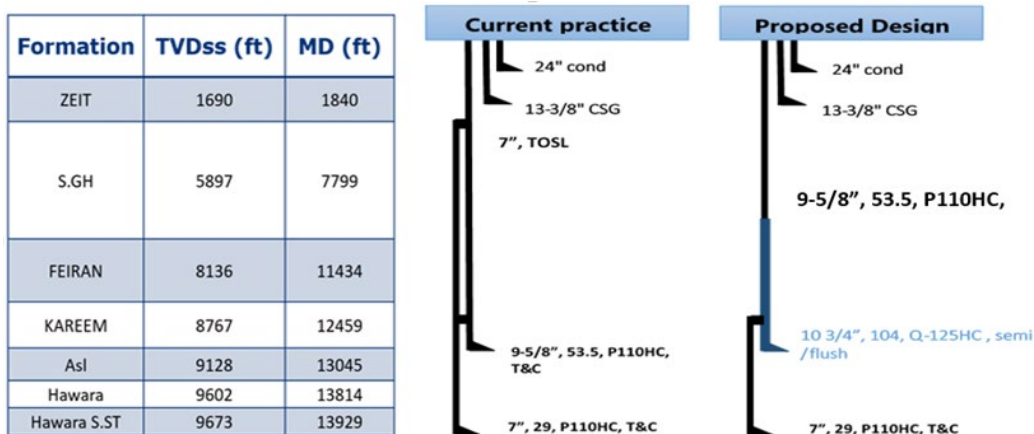 Formation TVDss (ft) MD (ft)
ZEIT 1690 1840
S.GH 5897 7799
FEIRAN 8136 11434
KAREEM 8767 12459
Asl 9128 13045
Hawara 9602 13814
Hawara S.ST 9673 13929
Current practice
24" cond
13-3/8" CSG
7”, TOSL
9-5/8”, 53.5, P110HC,
T&C
7”, 29, P110HC, T&C
Proposed Design
24" cond
13-3/8" CSG
9-5/8”, 53.5, P110HC,
10 3/4”, 104, Q-125HC , semi
/flush
7”, 29, P110HC, T&C